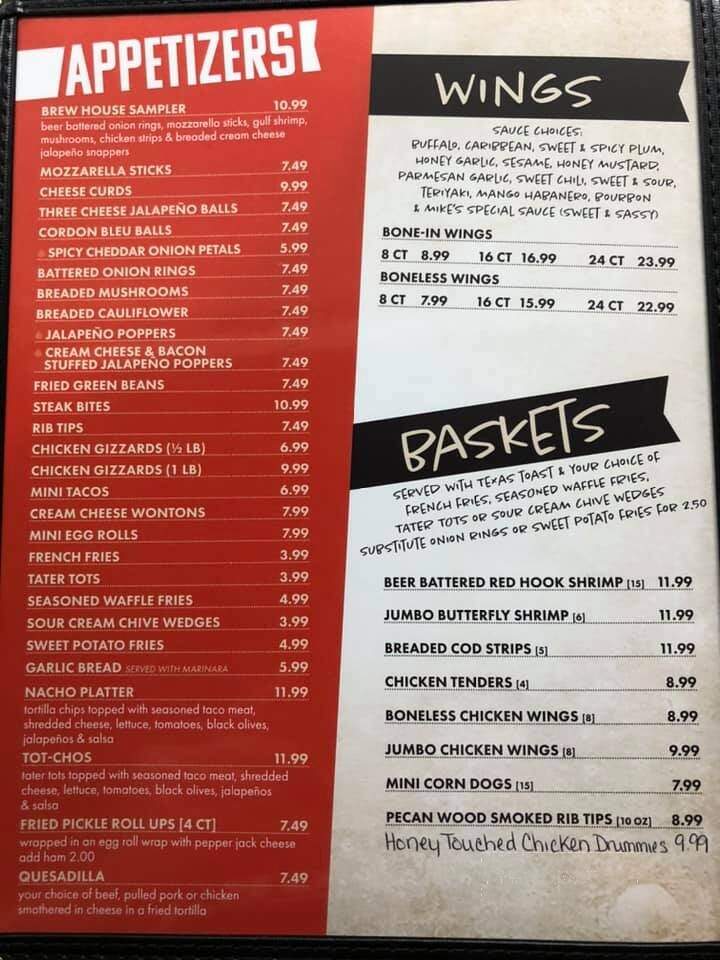 APPETIZERS
BREW HOUSE SAMPLER 10.99
beer battered onion rings, mozzarella sticks, gulf shrimp,
mushrooms, chicken strips & breaded cream cheese
jalapeño snappers
MOZZARELLA STICKS 7.49
CHEESE CURDS 9.99
THREE CHEESE JALAPEÑO BALLS 7.49
CORDON BLEU BALLS 7.49
SPICY CHEDDAR ONION PETALS 5.99
BATTERED ONION RINGS 7.49
BREADED MUSHROOMS 7.49
BREADED CAULIFLOWER 7.49
JALAPEÑO POPPERS 7.49
CREAM CHEESE & BACON
STUFFED JALAPEÑO POPPERS 7.49
FRIED GREEN BEANS 7.49
STEAK BITES 10.99
RIB TIPS 7.49
CHICKEN GIZZARDS (½ LB) 6.99
CHICKEN GIZZARDS (1 LB) 9.99
MINI TACOS 6.99
CREAM CHEESE WONTONS 7.99
MINI EGG ROLLS 7.99
FRENCH FRIES 3.99
TATER TOTS 3.99
SEASONED WAFFLE FRIES 4.99
SOUR CREAM CHIVE WEDGES 3.99
SWEET POTATO FRIES 4.99
GARLIC BREAD SERVED WITH MARINARA 5.99
NACHO PLATTER 11.99
tortilla chips topped with seasoned taco meat,
shredded cheese, lettuce, tomatoes, black olives,
jalapeños & salsa
TOT-CHOS 11.99
tater tots topped with seasoned taco meat, shredded
cheese, lettuce, tomatoes, black olives, jalapeños
& salsa
FRIED PICKLE ROLL UPS [4 CT] 7.49
wrapped in an egg roll wrap with pepper jack cheese
add ham 2.00
QUESADILLA 7.49
your choice of beef, pulled pork or chicken
smothered in cheese in a fried tortilla
WINGS
SAUCE CHOICES:
BUFFALO, CARIBBEAN, SWEET & SPICY PLUM,
HONEY GARLIC, SESAME, HONEY MUSTARD,
PARMESAN GARLIC, SWEET CHILI, SWEET & SOUR,
TERIYAKI, MANGO HABANERO, BOURBON
& MIKE'S SPECIAL SAUCE (SWEET & SASSY)
BONE-IN WINGS
8 CT 8.99 16 CT 16.99 24 CT 23.99
BONELESS WINGS
8 CT 7.99 16 CT 15.99 24 CT 22.99
BASKETS
SERVED WITH TEXAS TOAST & YOUR CHOICE OF
FRENCH FRIES, SEASONED WAFFLE FRIES,
TATER TOTS OR SOUR CREAM CHIVE WEDGES
SUBSTITUTE ONION RINGS OR SWEET POTATO FRIES FOR 2.50
BEER BATTERED RED HOOK SHRIMP [15] 11.99
JUMBO BUTTERFLY SHRIMP [6] 11.99
BREADED COD STRIPS [5] 11.99
CHICKEN TENDERS [4] 8.99
BONELESS CHICKEN WINGS [8] 8.99
JUMBO CHICKEN WINGS [8] 9.99
MINI CORN DOGS [15] 7.99
PECAN WOOD SMOKED RIB TIPS [10 OZ] 8.99
Honey Touched Chicken Drummies 9.99